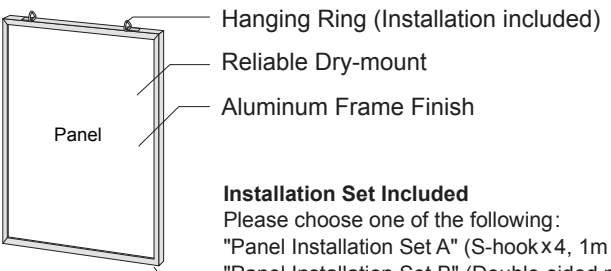 Hanging Ring (Installation included)
Reliable Dry-mount
Aluminum Frame Finish
Panel
Installation Set Included
Please choose one of the following:
"Panel Installation Set A" (S-hook×4, 1m
"Panel Installation Set B" (Double-sided